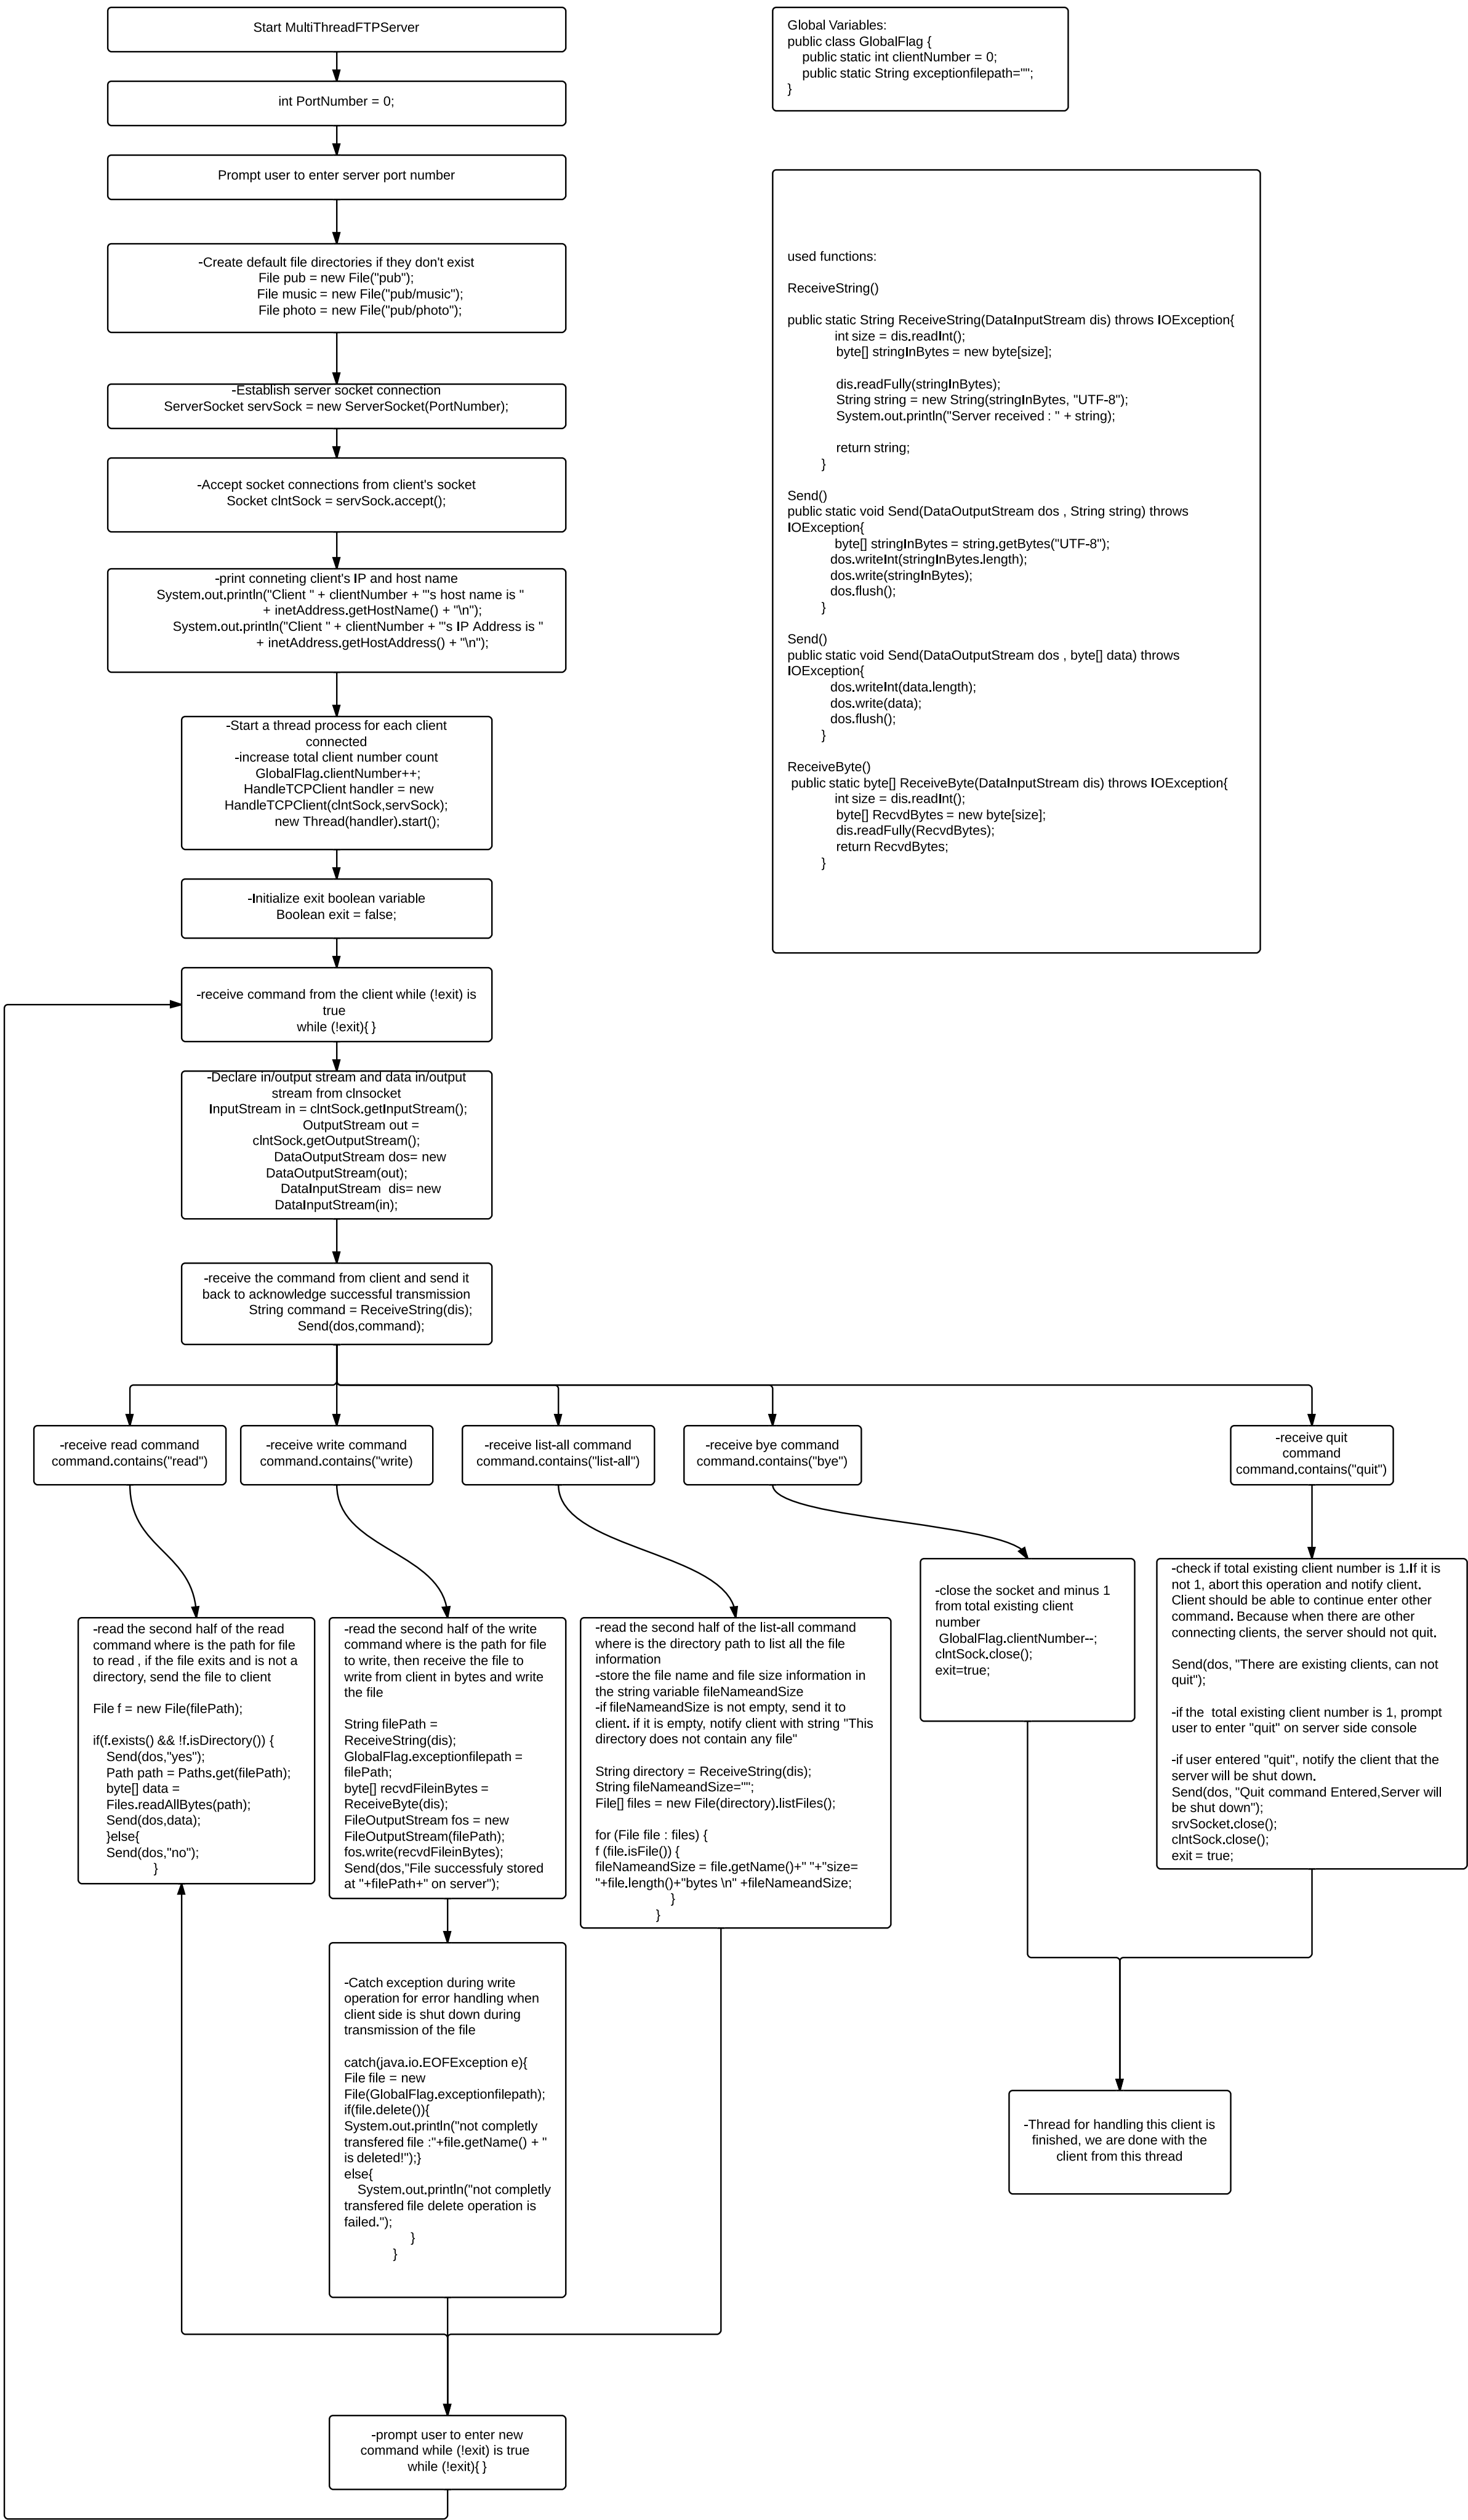 Start MultiThreadFTPServer
int PortNumber = 0;
Prompt user to enter server port number
-Create default file directories if they don't exist
File pub = new File("pub");
File music = new File("pub/music");
File photo = new File("pub/photo");
-Establish server socket connection
ServerSocket servSock = new ServerSocket(PortNumber);
-Accept socket connections from client's socket
Socket clntSock = servSock.accept();
-print conneting client's IP and host name
System.out.println("Client " + clientNumber + "'s host name is "
+ inetAddress.getHostName() + "\n");
System.out.println("Client " + clientNumber + "'s IP Address is "
+ inetAddress.getHostAddress() + "\n");
-Start a thread process for each client
connected
-increase total client number count
GlobalFlag.clientNumber++;
HandleTCPClient handler = new
HandleTCPClient(clntSock,servSock);
new Thread(handler).start();
-Initialize exit boolean variable
Boolean exit = false;
-receive command from the client while (!exit) is
true
while (!exit){ }
-Declare in/output stream and data in/output
stream from clnsocket
InputStream in = clntSock.getInputStream();
OutputStream out =
clntSock.getOutputStream();
DataOutputStream dos= new
DataOutputStream(out);
DataInputStream  dis= new
DataInputStream(in);
-receive the command from client and send it
back to acknowledge successful transmission
String command = ReceiveString(dis);
Send(dos,command);
Global Variables:
public class GlobalFlag {
public static int clientNumber = 0;
public static String exceptionfilepath="";
}
used functions:
ReceiveString()
public static String ReceiveString(DataInputStream dis) throws IOException{
int size = dis.readInt();
byte[] stringInBytes = new byte[size];
dis.readFully(stringInBytes);
String string = new String(stringInBytes, "UTF-8");
System.out.println("Server received : " + string);
return string;
}
Send()
public static void Send(DataOutputStream dos , String string) throws
IOException{
byte[] stringInBytes = string.getBytes("UTF-8");
dos.writeInt(stringInBytes.length);
dos.write(stringInBytes);
dos.flush();
}
Send()
public static void Send(DataOutputStream dos , byte[] data) throws
IOException{
dos.writeInt(data.length);
dos.write(data);
dos.flush();
}
ReceiveByte()
public static byte[] ReceiveByte(DataInputStream dis) throws IOException{
int size = dis.readInt();
byte[] RecvdBytes = new byte[size];
dis.readFully(RecvdBytes);
return RecvdBytes;
}
-receive read command
command.contains("read")
-receive write command
command.contains("write)
-receive list-all command
command.contains("list-all")
-receive bye command
command.contains("bye")
-receive quit
command
command.contains("quit")
-read the second half of the read
command where is the path for file
to read , if the file exits and is not a
directory, send the file to client
File f = new File(filePath);
if(f.exists() && !f.isDirectory()) {
Send(dos,"yes");
Path path = Paths.get(filePath);
byte[] data =
Files.readAllBytes(path);
Send(dos,data);
}else{
Send(dos,"no");
}
-read the second half of the write
command where is the path for file
to write, then receive the file to
write from client in bytes and write
the file
String filePath =
ReceiveString(dis);
GlobalFlag.exceptionfilepath =
filePath;
byte[] recvdFileinBytes =
ReceiveByte(dis);
FileOutputStream fos = new
FileOutputStream(filePath);
fos.write(recvdFileinBytes);
Send(dos,"File successfuly stored
at "+filePath+" on server");
-read the second half of the list-all command
where is the directory path to list all the file
information
-store the file name and file size information in
the string variable fileNameandSize
-if fileNameandSize is not empty, send it to
client. if it is empty, notify client with string "This
directory does not contain any file"
String directory = ReceiveString(dis);
String fileNameandSize="";
File[] files = new File(directory).listFiles();
for (File file : files) {
f (file.isFile()) {
fileNameandSize = file.getName()+" "+"size=
"+file.length()+"bytes \n" +fileNameandSize;
}
}
-close the socket and minus 1
from total existing client
number
GlobalFlag.clientNumber--;
clntSock.close();
exit=true;
-check if total existing client number is 1.If it is
not 1, abort this operation and notify client.
Client should be able to continue enter other
command. Because when there are other
connecting clients, the server should not quit.
Send(dos, "There are existing clients, can not
quit");
-if the  total existing client number is 1, prompt
user to enter "quit" on server side console
-if user entered "quit", notify the client that the
server will be shut down.
Send(dos, "Quit command Entered,Server will
be shut down");
srvSocket.close();
clntSock.close();
exit = true;
-Catch exception during write
operation for error handling when
client side is shut down during
transmission of the file
catch(java.io.EOFException e){
File file = new
File(GlobalFlag.exceptionfilepath);
if(file.delete()){
System.out.println("not completly
transfered file :"+file.getName() + "
is deleted!");}
else{
System.out.println("not completly
transfered file delete operation is
failed.");
}
}
-Thread for handling this client is
finished, we are done with the
client from this thread
-prompt user to enter new
command while (!exit) is true
while (!exit){ }